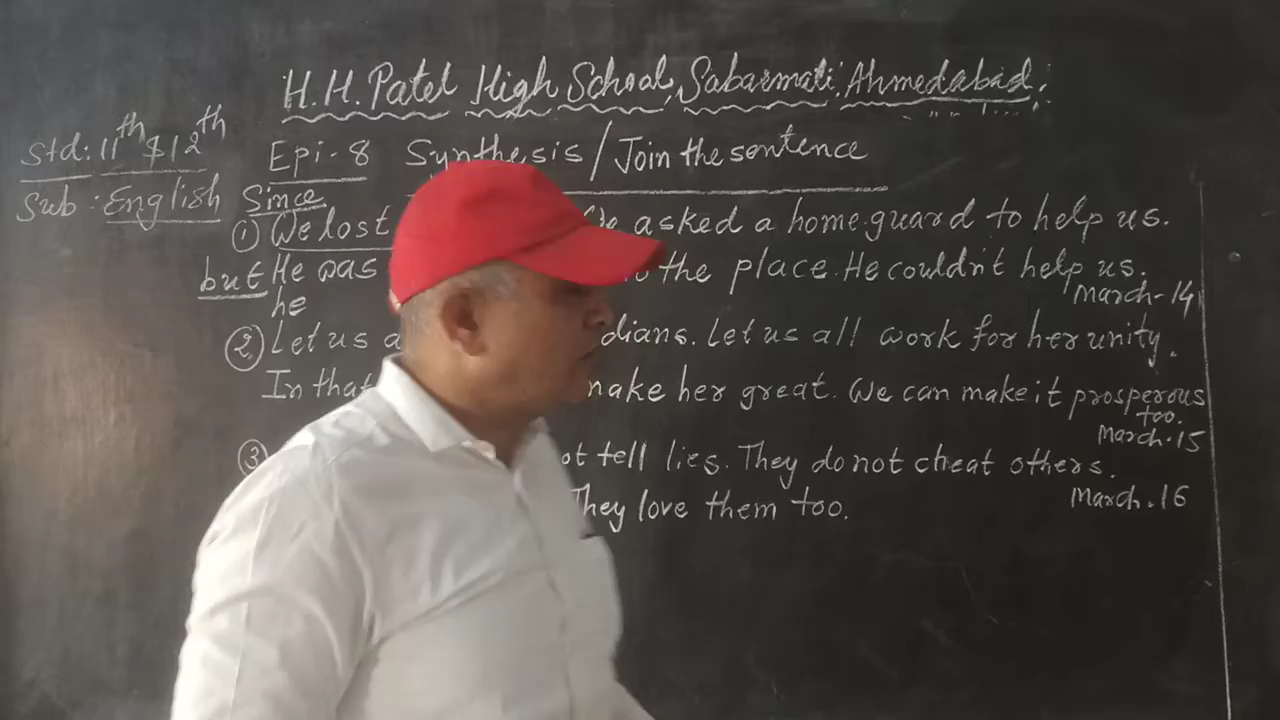 H.H. Patel High School, Sabarmati, Ahmedabad.
Std: 11th & 12th
Epi-8 Synthesis / Join the sentence
Sub: English
Since
① We lost We asked a home guard to help us.
but He was the place. He couldn't help us.
he March-14
② Let us dians. Let us all work for her unity.
In that make her great. We can make it prosperous
too.
March-15
③ not tell lies. They do not cheat others.
They love them too. March-16